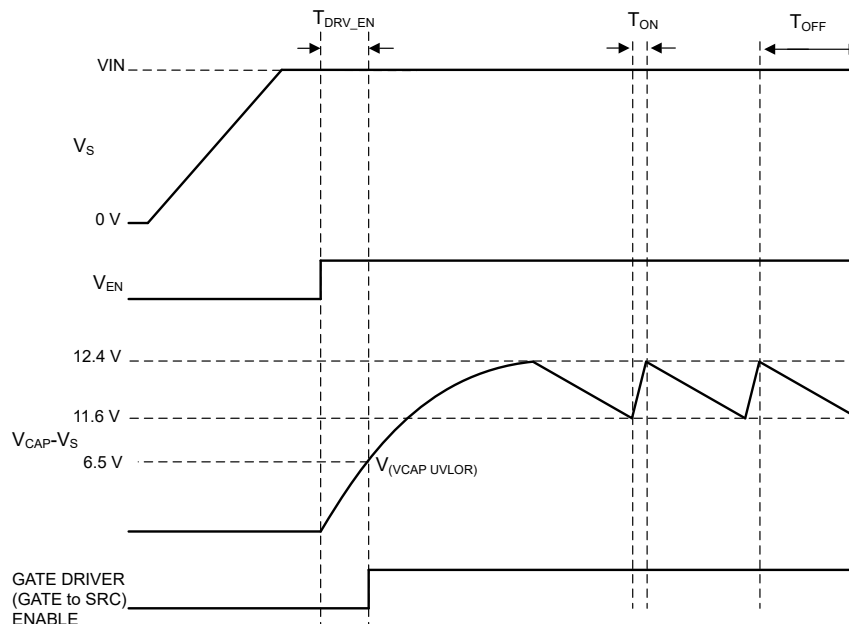 T_DRV_EN
T_ON
T_OFF
VIN
V_S
0 V
V_EN
12.4 V
11.6 V
V_CAP-V_S
6.5 V
V_(VCAP UVLOR)
GATE DRIVER
(GATE to SRC)
ENABLE